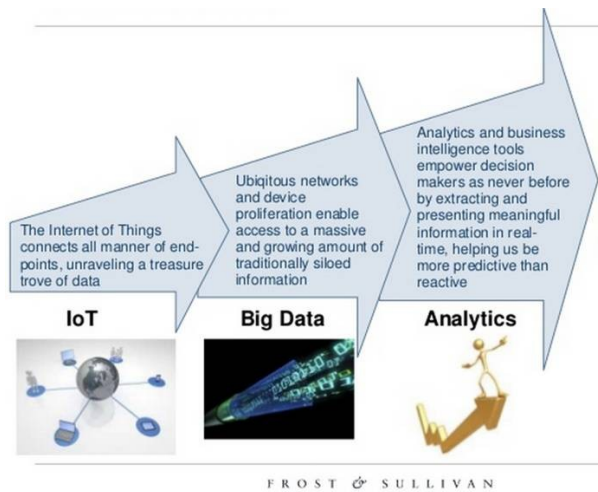 The Internet of Things
connects all manner of end-
points, unraveling a treasure
trove of data
Ubiqitous networks
and device
proliferation enable
access to a massive
and growing amount of
traditionally siloed
information
Analytics and business
intelligence tools
empower decision
makers as never before
by extracting and
presenting meaningful
information in real-
time, helping us be
more predictive than
reactive
IoT
Big Data
Analytics
FROST & SULLIVAN